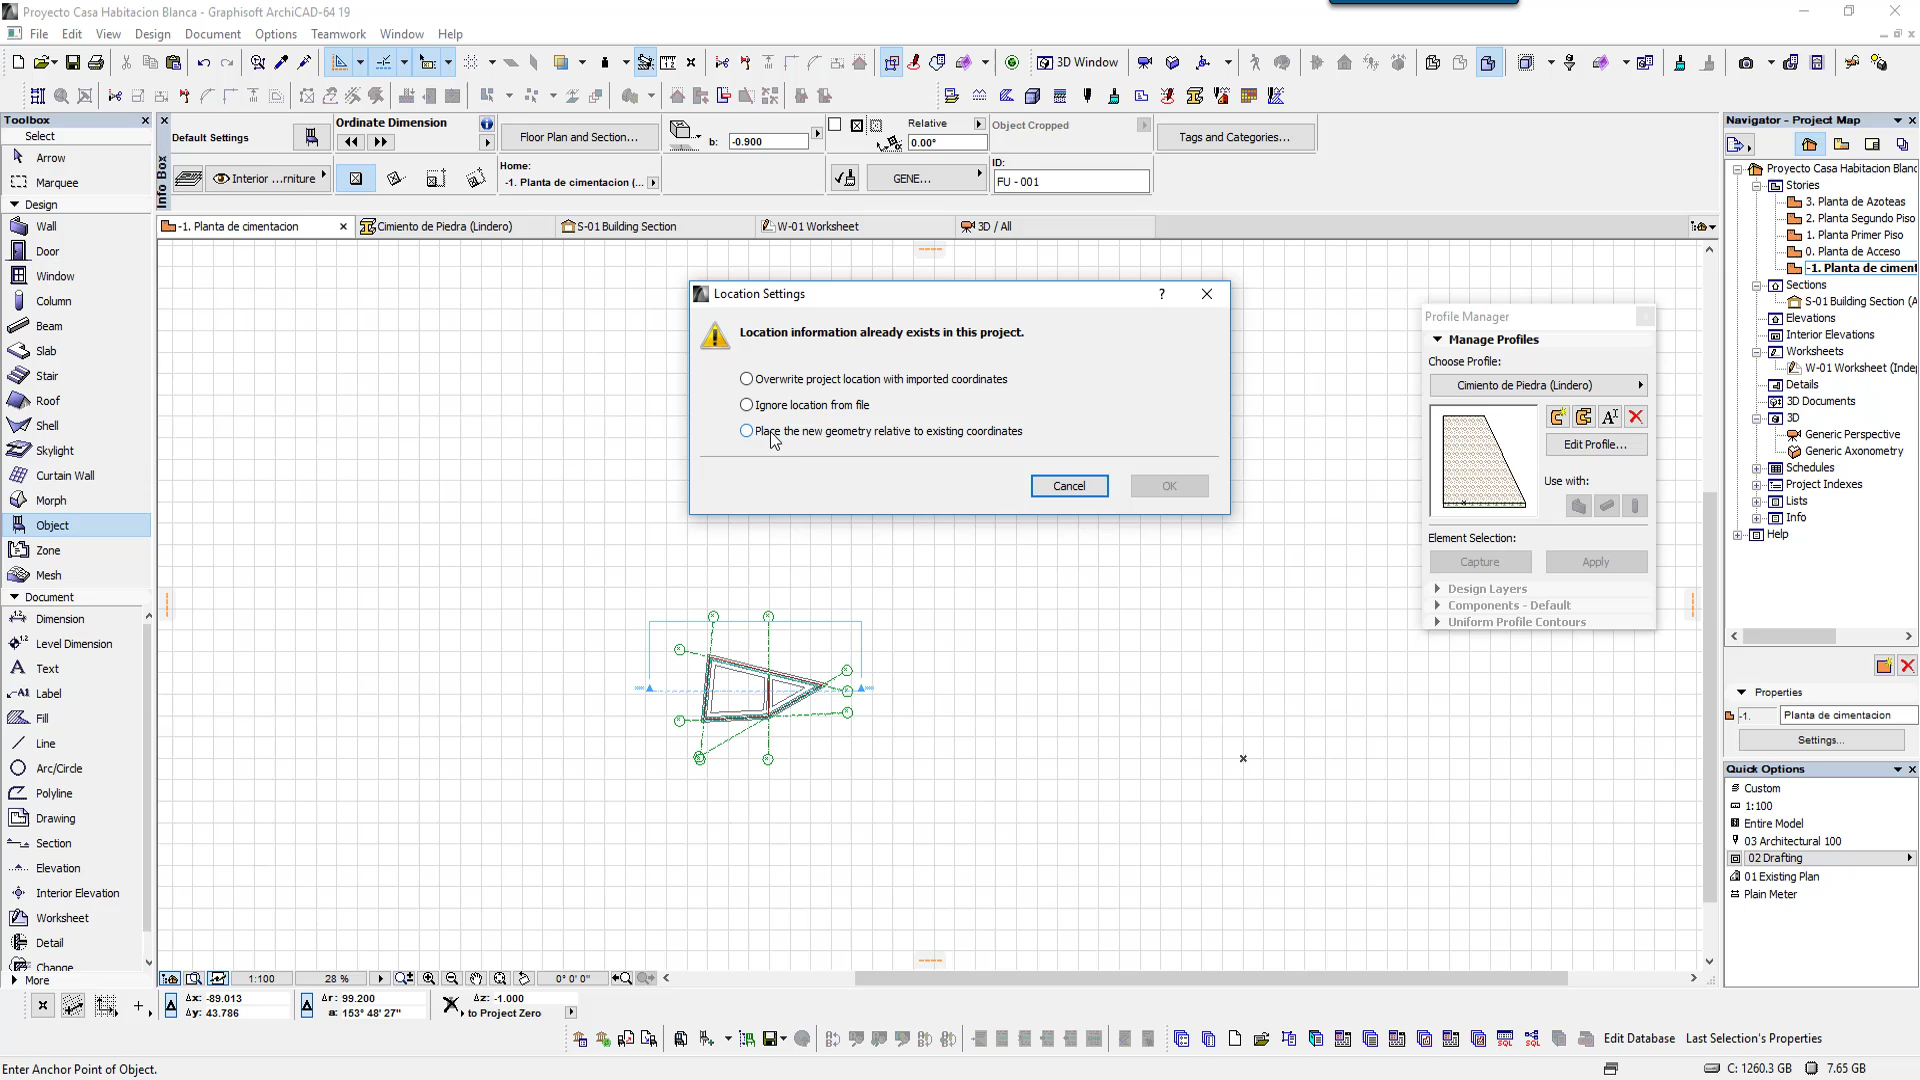 Proyecto Casa Habitacion Blanca - Graphisoft ArchiCAD-64 19
File Edit View Design Document Options Teamwork Window Help
3D Window
Toolbox
Select
Arrow
Marquee
Design
Wall
Door
Window
Column
Beam
Slab
Stair
Roof
Shell
Skylight
Curtain Wall
Morph
Object
Zone
Mesh
Document
Dimension
Level Dimension
Text
Label
Fill
Line
Arc/Circle
Polyline
Drawing
Section
Elevation
Interior Elevation
Worksheet
Detail
Change
More
Info Box
Default Settings
Interior ...rniture
Ordinate Dimension
Floor Plan and Section...
Home:
-1. Planta de cimentacion (...
b: -0.900
Relative
0.00°
GENE...
Object Cropped
ID:
FU - 001
Tags and Categories...
-1. Planta de cimentacion
Cimiento de Piedra (Lindero)
S-01 Building Section
W-01 Worksheet
3D / All
Location Settings
?
Location information already exists in this project.
Overwrite project location with imported coordinates
Ignore location from file
Place the new geometry relative to existing coordinates
Cancel
OK
Profile Manager
Manage Profiles
Choose Profile:
Cimiento de Piedra (Lindero)
Edit Profile...
Use with:
Element Selection:
Capture
Apply
Design Layers
Components - Default
Uniform Profile Contours
Navigator - Project Map
Proyecto Casa Habitacion Blanc
Stories
3. Planta de Azoteas
2. Planta Segundo Piso
1. Planta Primer Piso
0. Planta de Acceso
-1. Planta de ciment
Sections
S-01 Building Section (A
Elevations
Interior Elevations
Worksheets
W-01 Worksheet (Inde
Details
3D Documents
3D
Generic Perspective
Generic Axonometry
Schedules
Project Indexes
Lists
Info
Help
Properties
-1. Planta de cimentacion
Settings...
Quick Options
Custom
1:100
Entire Model
03 Architectural 100
02 Drafting
01 Existing Plan
Plain Meter
1:100
28 %
0° 0' 0"
Δx: -89.013
Δy: 43.786
Δr: 99.200
a: 153° 48' 27"
Δz: -1.000
to Project Zero
Edit Database
Last Selection's Properties
Enter Anchor Point of Object.
C: 1260.3 GB
7.65 GB